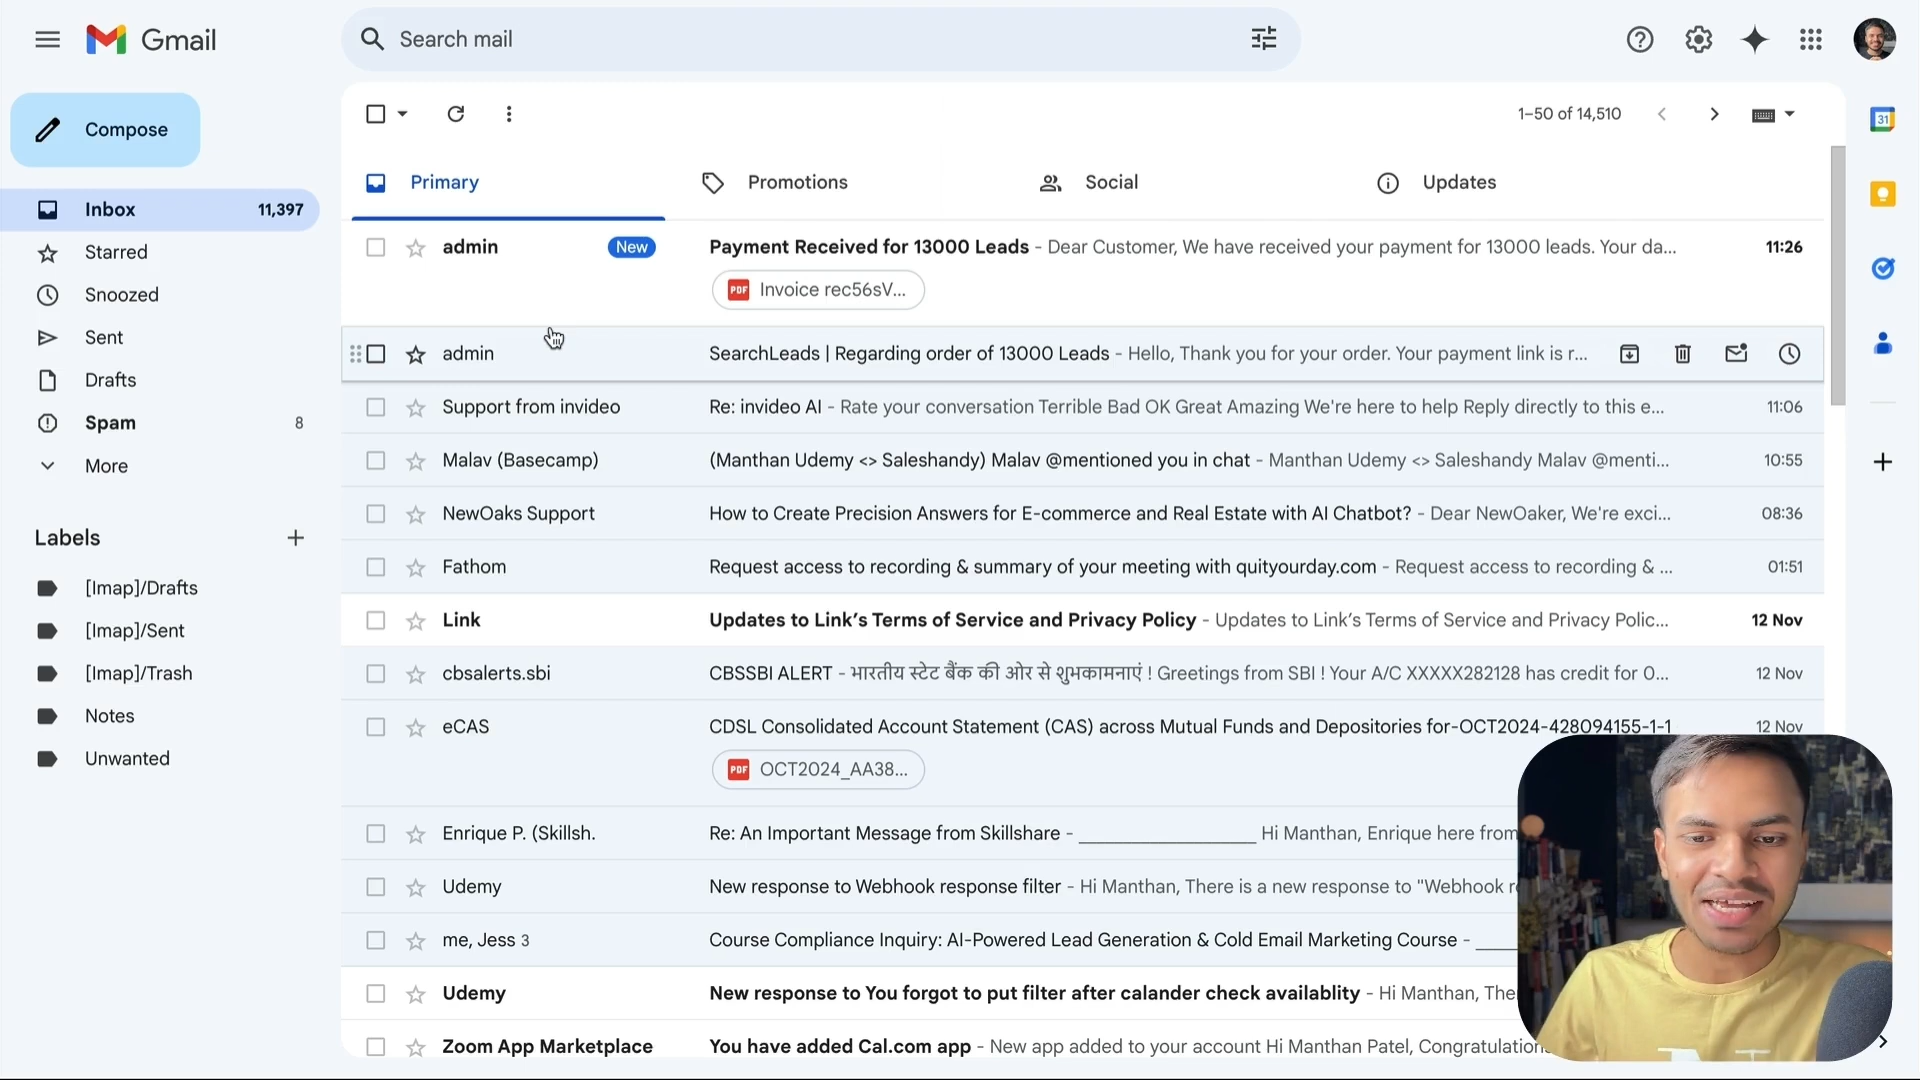 Gmail
Search mail
Compose
1–50 of 14,510
Inbox 11,397
Starred
Snoozed
Sent
Drafts
Spam 8
More
Labels
[Imap]/Drafts
[Imap]/Sent
[Imap]/Trash
Notes
Unwanted
Primary Promotions Social Updates
admin New Payment Received for 13000 Leads - Dear Customer, We have received your payment for 13000 leads. Your da... 11:26
PDF Invoice rec56sV...
admin SearchLeads | Regarding order of 13000 Leads - Hello, Thank you for your order. Your payment link is r...
Support from invideo Re: invideo AI - Rate your conversation Terrible Bad OK Great Amazing We're here to help Reply directly to this e... 11:06
Malav (Basecamp) (Manthan Udemy <> Saleshandy) Malav @mentioned you in chat - Manthan Udemy <> Saleshandy Malav @menti... 10:55
NewOaks Support How to Create Precision Answers for E-commerce and Real Estate with AI Chatbot? - Dear NewOaker, We're exci... 08:36
Fathom Request access to recording & summary of your meeting with quityourday.com - Request access to recording & ... 01:51
Link Updates to Link's Terms of Service and Privacy Policy - Updates to Link's Terms of Service and Privacy Polic... 12 Nov
cbsalerts.sbi CBSSBI ALERT - भारतीय स्टेट बैंक की ओर से शुभकामनाएं ! Greetings from SBI ! Your A/C XXXXX282128 has credit for 0... 12 Nov
eCAS CDSL Consolidated Account Statement (CAS) across Mutual Funds and Depositories for-OCT2024-428094155-1-1 12 Nov
PDF OCT2024_AA38...
Enrique P. (Skillsh. Re: An Important Message from Skillshare - ________________ Hi Manthan, Enrique here from
Udemy New response to Webhook response filter - Hi Manthan, There is a new response to "Webhook
me, Jess 3 Course Compliance Inquiry: AI-Powered Lead Generation & Cold Email Marketing Course - ____
Udemy New response to You forgot to put filter after calander check availablity - Hi Manthan,
Zoom App Marketplace You have added Cal.com app - New app added to your account Hi Manthan Patel,
31